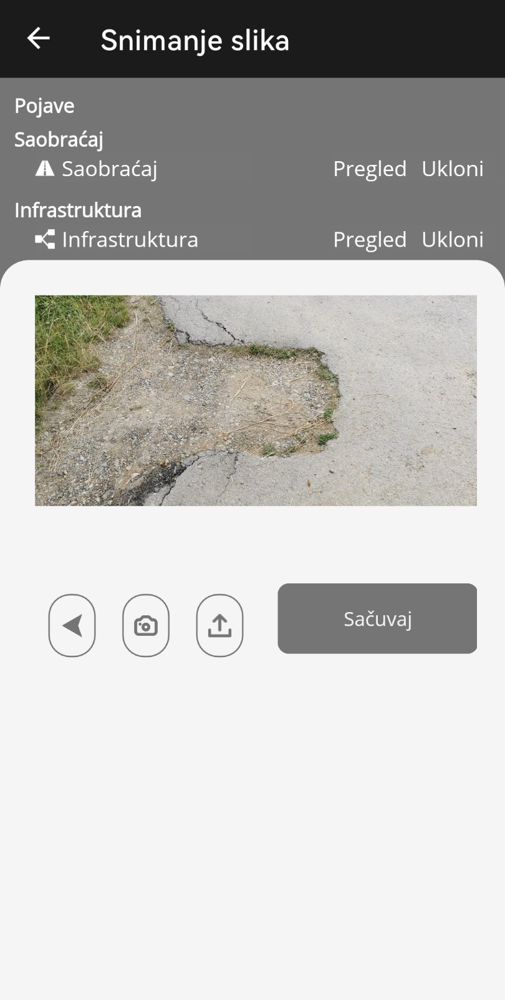 Snimanje slika
Pojave
Saobraćaj
Saobraćaj Pregled Ukloni
Infrastruktura
Infrastruktura Pregled Ukloni
Sačuvaj